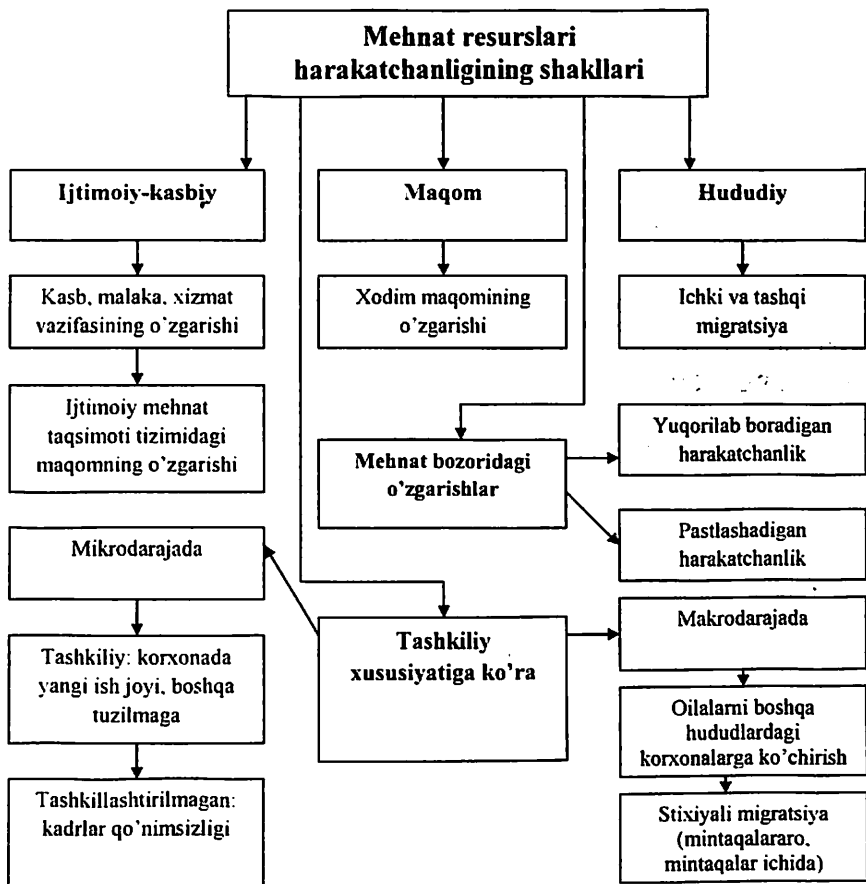 Mehnat resurslari
harakatchanligining shakllari
Ijtimoiy-kasbiy
Maqom
Hududiy
Kasb, malaka, xizmat
vazifasining o'zgarishi
Xodim maqomining
o'zgarishi
Ichki va tashqi
migratsiya
Ijtimoiy mehnat
taqsimoti tizimidagi
maqomning o'zgarishi
Mehnat bozoridagi
o'zgarishlar
Yuqorilab boradigan
harakatchanlik
Pastlashadigan
harakatchanlik
Mikrodarajada
Tashkiliy
xususiyatiga ko'ra
Makrodarajada
Tashkiliy: korxonada
yangi ish joyi, boshqa
tuzilmaga
Oilalarni boshqa
hududlardagi
korxonalarga ko'chirish
Tashkillashtirilmagan:
kadrlar qo'nimsizligi
Stixiyali migratsiya
(mintaqalararo,
mintaqalar ichida)